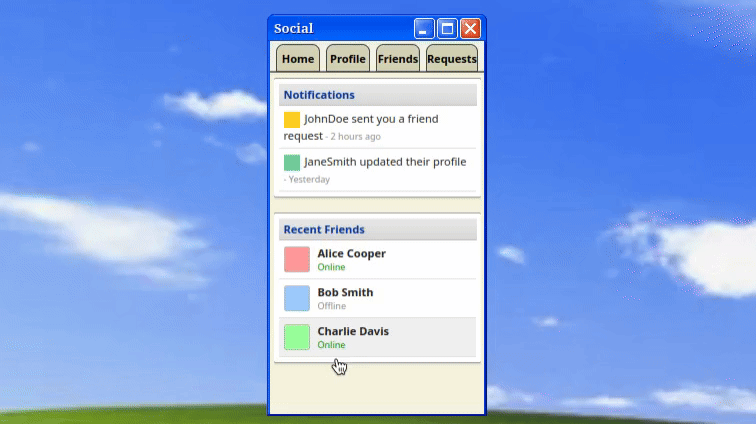 Social
Home Profile Friends Requests
Notifications
JohnDoe sent you a friend
request - 2 hours ago
JaneSmith updated their profile
- Yesterday
Recent Friends
Alice Cooper
Online
Bob Smith
Offline
Charlie Davis
Online